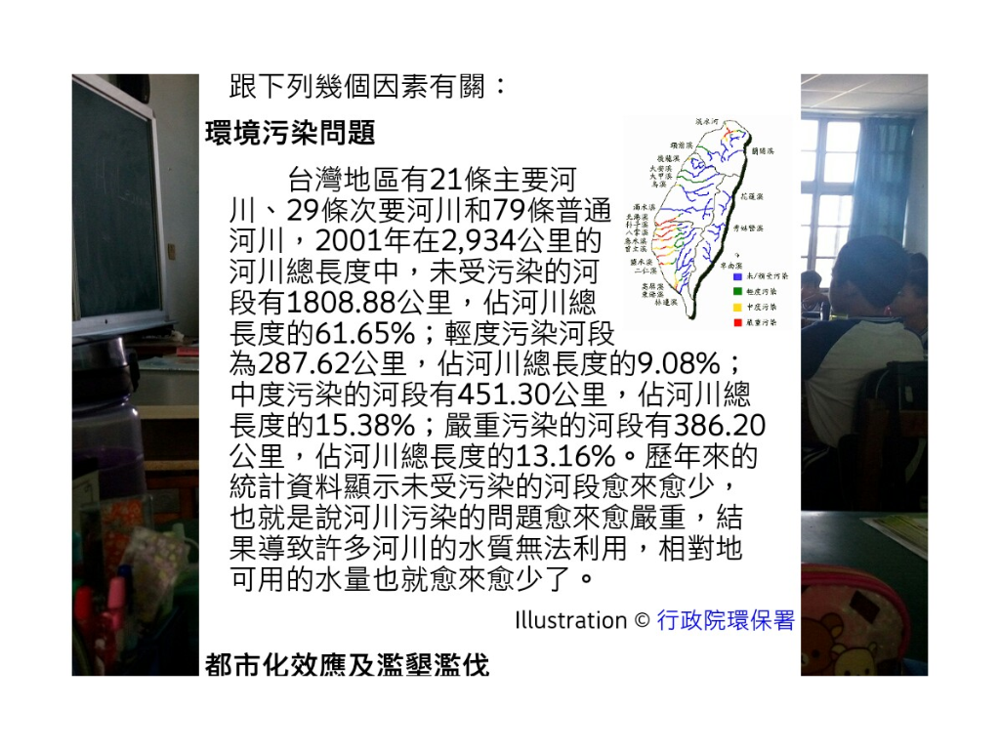 跟下列幾個因素有關：
環境污染問題
台灣地區有21條主要河
川、29條次要河川和79條普通
河川，2001年在2,934公里的
河川總長度中，未受污染的河
段有1808.88公里，佔河川總
長度的61.65%；輕度污染河段
為287.62公里，佔河川總長度的9.08%；
中度污染的河段有451.30公里，佔河川總
長度的15.38%；嚴重污染的河段有386.20
公里，佔河川總長度的13.16%。歷年來的
統計資料顯示未受污染的河段愈來愈少，
也就是說河川污染的問題愈來愈嚴重，結
果導致許多河川的水質無法利用，相對地
可用的水量也就愈來愈少了。
淡水河
蘭陽溪
頭前溪
後龍溪
大安溪
大甲溪
烏溪
花蓮溪
濁水溪
北港溪
朴子溪
八掌溪
急水溪
曾文溪
秀姑巒溪
鹽水溪
二仁溪
卑南溪
高屏溪
東港溪
林邊溪
未/稍受污染
輕度污染
中度污染
嚴重污染
Illustration © 行政院環保署
都市化效應及濫墾濫伐